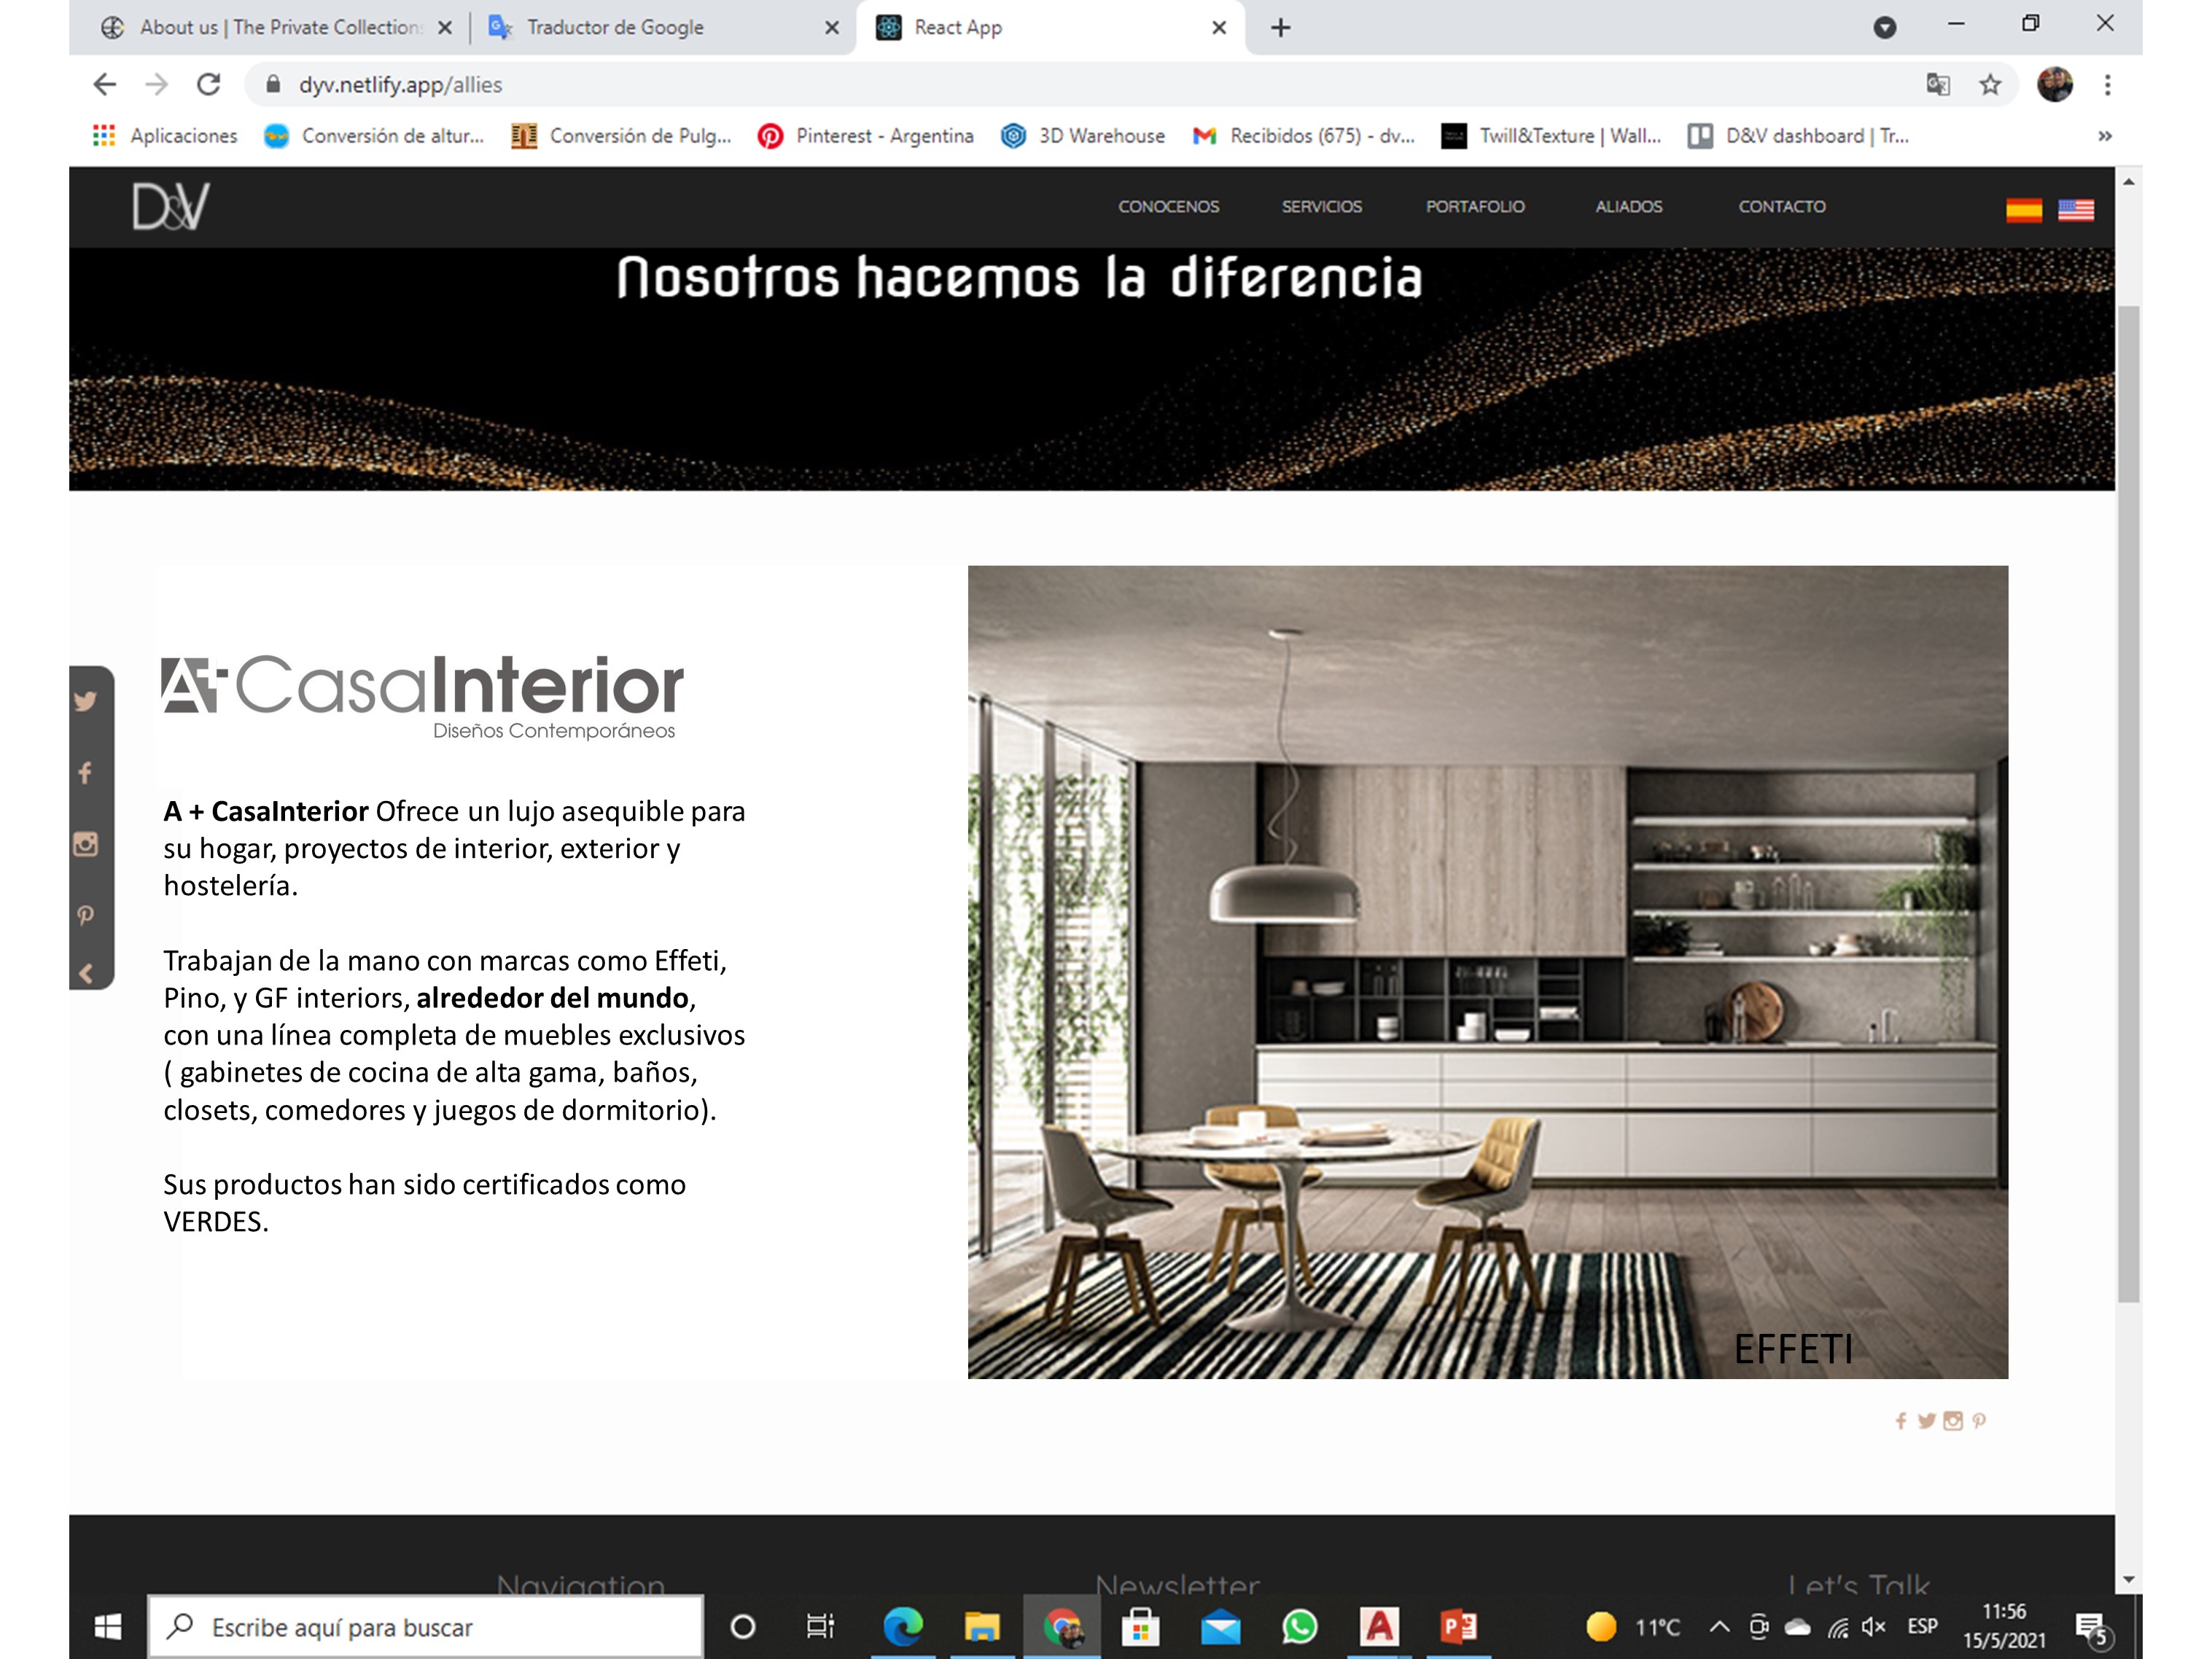 About us | The Private Collection
Traductor de Google
React App
dyv.netlify.app/allies
Aplicaciones
Conversión de altur...
Conversión de Pulg...
Pinterest - Argentina
3D Warehouse
Recibidos (675) - dv...
Twill&Texture | Wall...
D&V dashboard | Tr...
»
D&V
CONOCENOS
SERVICIOS
PORTAFOLIO
ALIADOS
CONTACTO
Nosotros hacemos la diferencia
A+ CasaInterior
Diseños Contemporáneos
A + CasaInterior Ofrece un lujo asequible para
su hogar, proyectos de interior, exterior y
hostelería.
Trabajan de la mano con marcas como Effeti,
Pino, y GF interiors, alrededor del mundo,
con una línea completa de muebles exclusivos
( gabinetes de cocina de alta gama, baños,
closets, comedores y juegos de dormitorio).
Sus productos han sido certificados como
VERDES.
EFFETI
Navigation
Newsletter
Let's Talk
Escribe aquí para buscar
11°C
ESP
11:56
15/5/2021
5